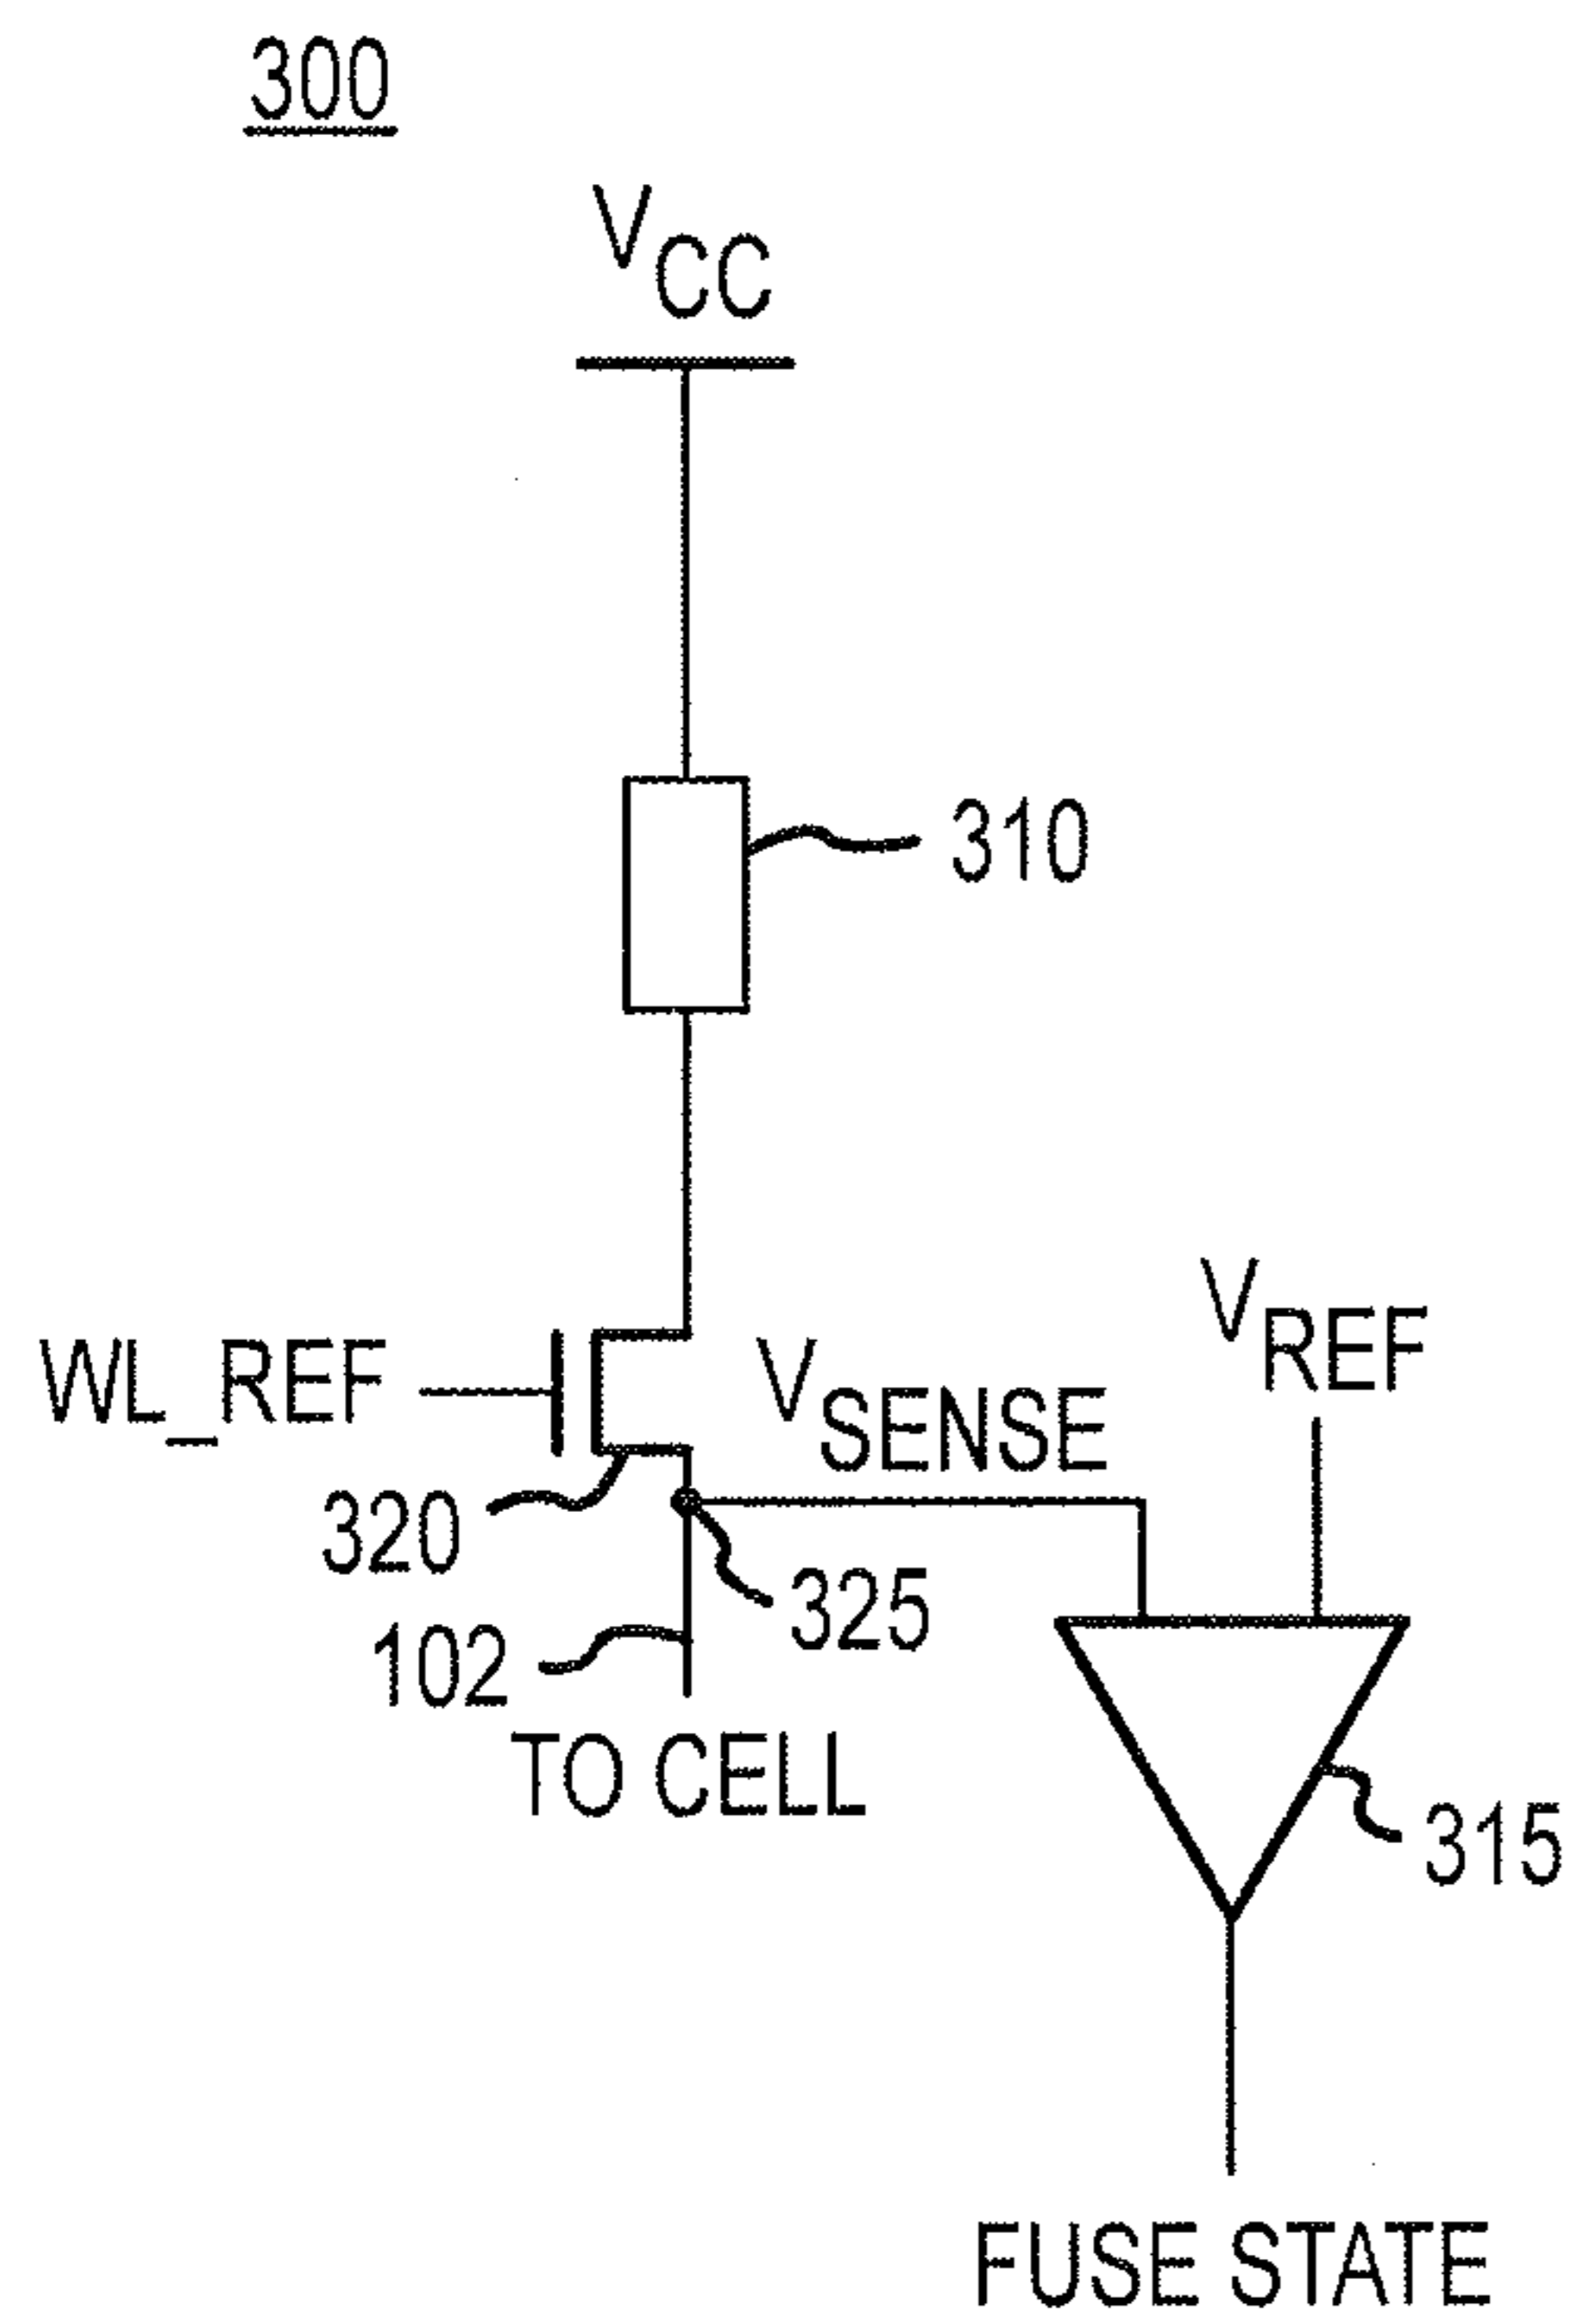 300
VCC
310
WL_REF
VSENSE
VREF
320
325
102
TO CELL
315
FUSE STATE